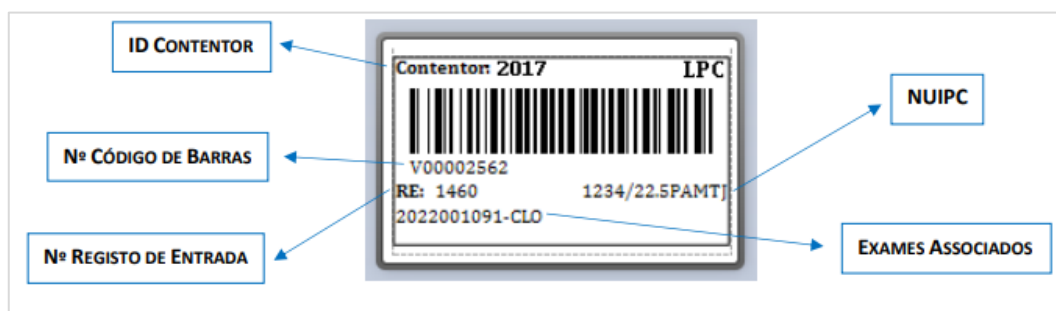 ID CONTENTOR
Contentor: 2017 LPC
NUIPC
Nº CÓDIGO DE BARRAS
V00002562
RE: 1460 1234/22.5PAMTJ
2022001091-CLO
Nº REGISTO DE ENTRADA
EXAMES ASSOCIADOS